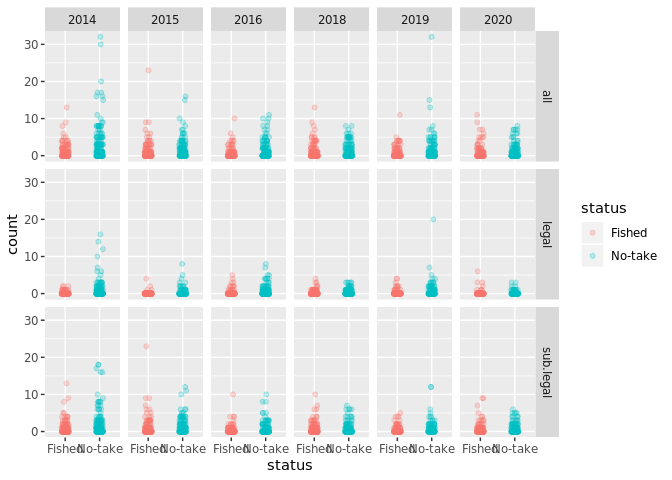 2014 2015 2016 2018 2019 2020
30
20
10
0
all
30
20
10
0
legal
30
20
10
0
sub.legal
count
Fished No-take Fished No-take Fished No-take Fished No-take Fished No-take Fished No-take
status
status
Fished
No-take